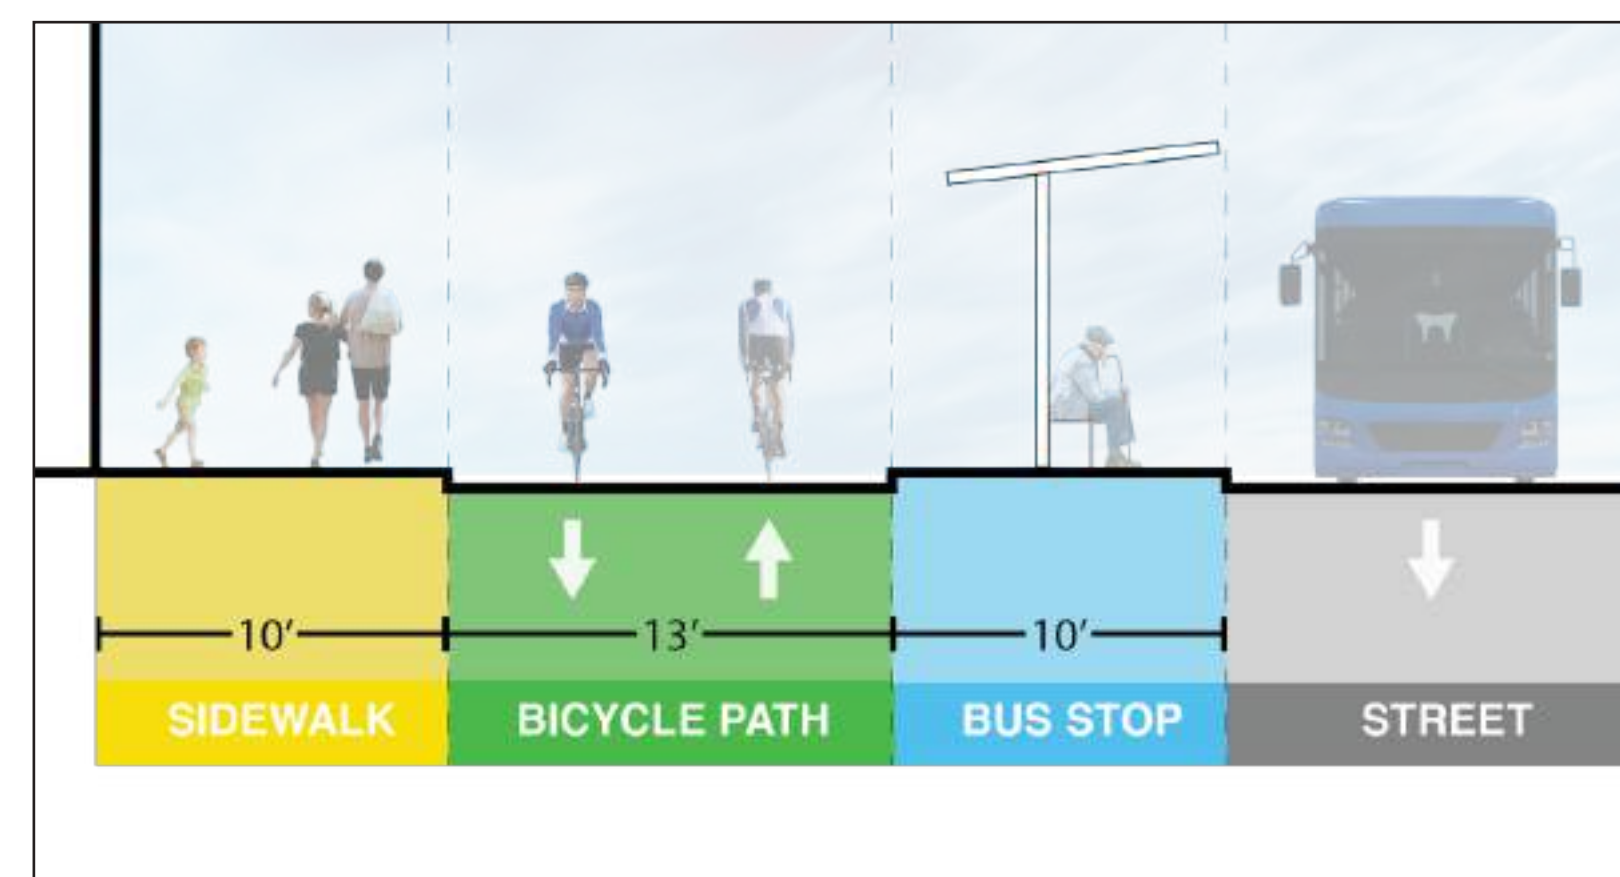 10′ 13′ 10′
SIDEWALK BICYCLE PATH BUS STOP STREET